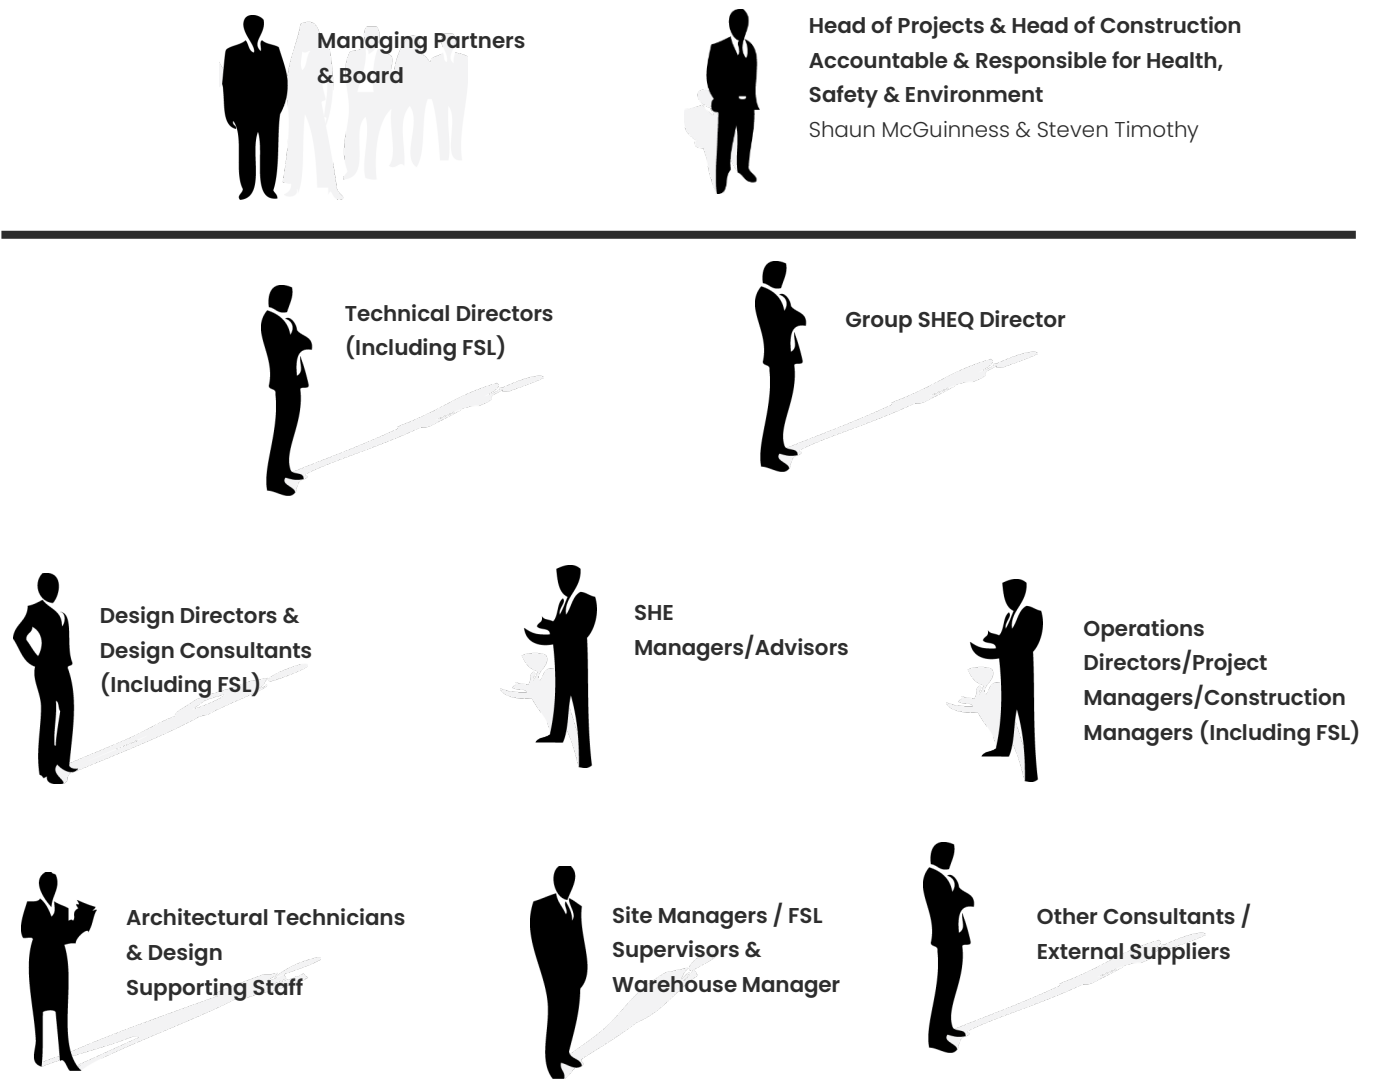 Managing Partners
& Board
Head of Projects & Head of Construction
Accountable & Responsible for Health,
Safety & Environment
Shaun McGuinness & Steven Timothy
Technical Directors
(Including FSL)
Group SHEQ Director
Design Directors &
Design Consultants
(Including FSL)
SHE
Managers/Advisors
Operations
Directors/Project
Managers/Construction
Managers (Including FSL)
Architectural Technicians
& Design
Supporting Staff
Site Managers / FSL
Supervisors &
Warehouse Manager
Other Consultants /
External Suppliers